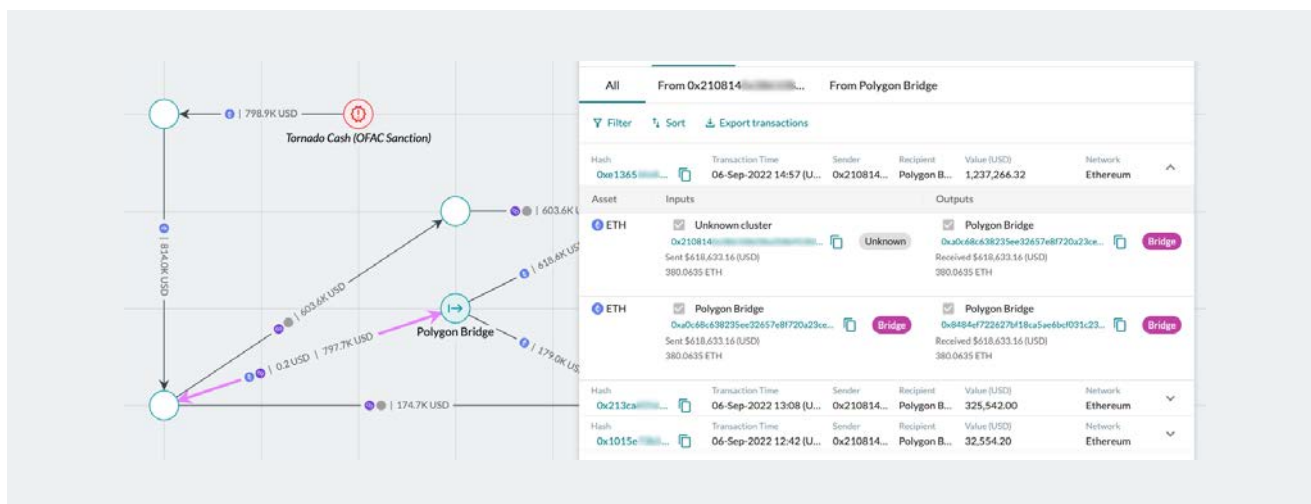 798.9K USD
Tornado Cash (OFAC Sanction)
814.0K USD
603.6K
603.6K USD
618.6K USD
Polygon Bridge
0.2 USD | 797.7K USD
179.0K US
174.7K USD
All From 0x210814 ... From Polygon Bridge
Filter Sort Export transactions
Hash Transaction Time Sender Recipient Value (USD) Network
0xe1365 ... 06-Sep-2022 14:57 (U... 0x210814... Polygon B... 1,237,266.32 Ethereum
Asset Inputs Outputs
ETH Unknown cluster Polygon Bridge
0x210814 ... Unknown 0xa0c68c638235ee32657e8f720a23ce... Bridge
Sent $618,633.16 (USD) Received $618,633.16 (USD)
380.0635 ETH 380.0635 ETH
ETH Polygon Bridge Polygon Bridge
0xa0c68c638235ee32657e8f720a23ce... Bridge 0x8484ef722627bf18ca5ae6bcf031c23... Bridge
Sent $618,633.16 (USD) Received $618,633.16 (USD)
380.0635 ETH 380.0635 ETH
Hash Transaction Time Sender Recipient Value (USD) Network
0x213ca ... 06-Sep-2022 13:08 (U... 0x210814... Polygon B... 325,542.00 Ethereum
Hash Transaction Time Sender Recipient Value (USD) Network
0x1015e ... 06-Sep-2022 12:42 (U... 0x210814... Polygon B... 32,554.20 Ethereum